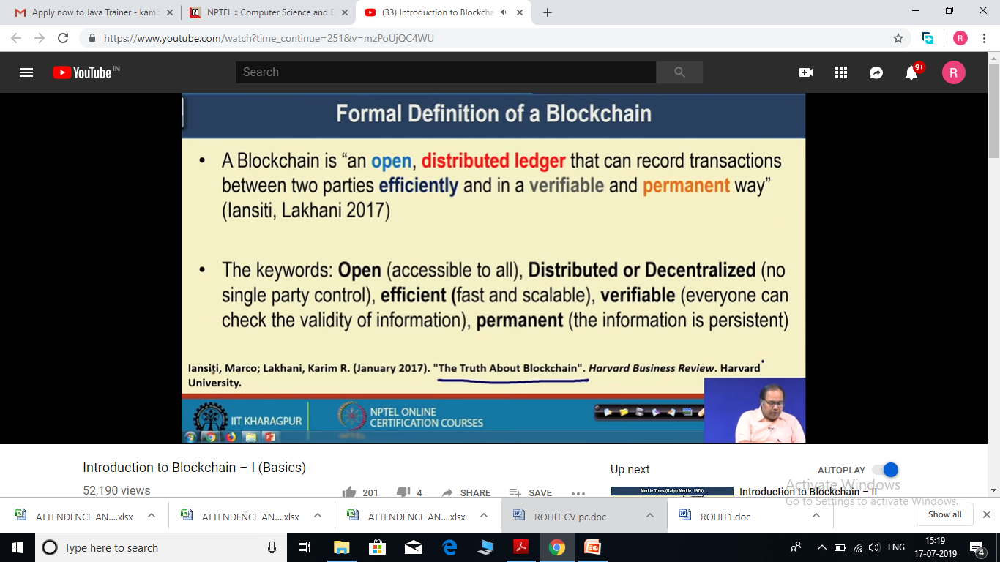 Apply now to Java Trainer - kamb
NPTEL :: Computer Science and E
(33) Introduction to Blockcha
https://www.youtube.com/watch?time_continue=251&v=mzPoUjQC4WU
R
YouTube IN
Search
9+
R
Formal Definition of a Blockchain
• A Blockchain is “an open, distributed ledger that can record transactions
between two parties efficiently and in a verifiable and permanent way”
(Iansiti, Lakhani 2017)
• The keywords: Open (accessible to all), Distributed or Decentralized (no
single party control), efficient (fast and scalable), verifiable (everyone can
check the validity of information), permanent (the information is persistent)
Iansiti, Marco; Lakhani, Karim R. (January 2017). "The Truth About Blockchain". Harvard Business Review. Harvard
University.
IIT KHARAGPUR
NPTEL ONLINE
CERTIFICATION COURSES
NPTEL
Introduction to Blockchain – I (Basics)
52,190 views
201
4
SHARE
SAVE
Up next
AUTOPLAY
Merkle Trees (Ralph Merkle, 1979)
Introduction to Blockchain – II
Activate Windows
Go to Settings to activate Windows.
ATTENDENCE AN....xlsx
ATTENDENCE AN....xlsx
ATTENDENCE AN....xlsx
ROHIT CV pc.doc
ROHIT1.doc
Show all
Type here to search
ENG
15:19
17-07-2019
4